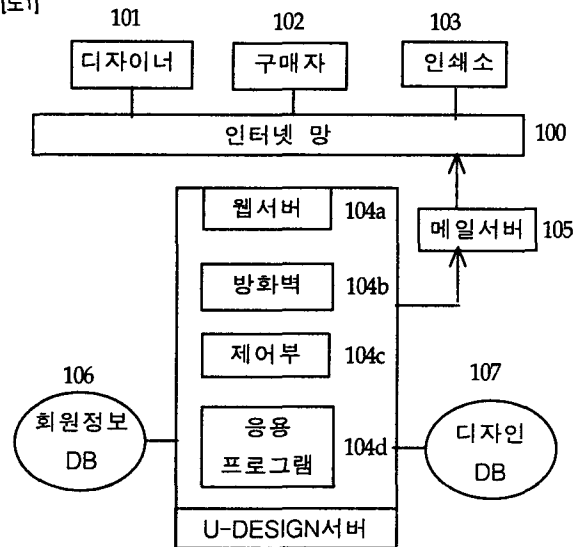 101 102 103
디자이너 구매자 인쇄소
인터넷 망 100
웹서버 104a
메일서버 105
방화벽 104b
제어부 104c
106 107
회원정보
DB
응용
프로그램 104d
디자인
DB
U-DESIGN서버